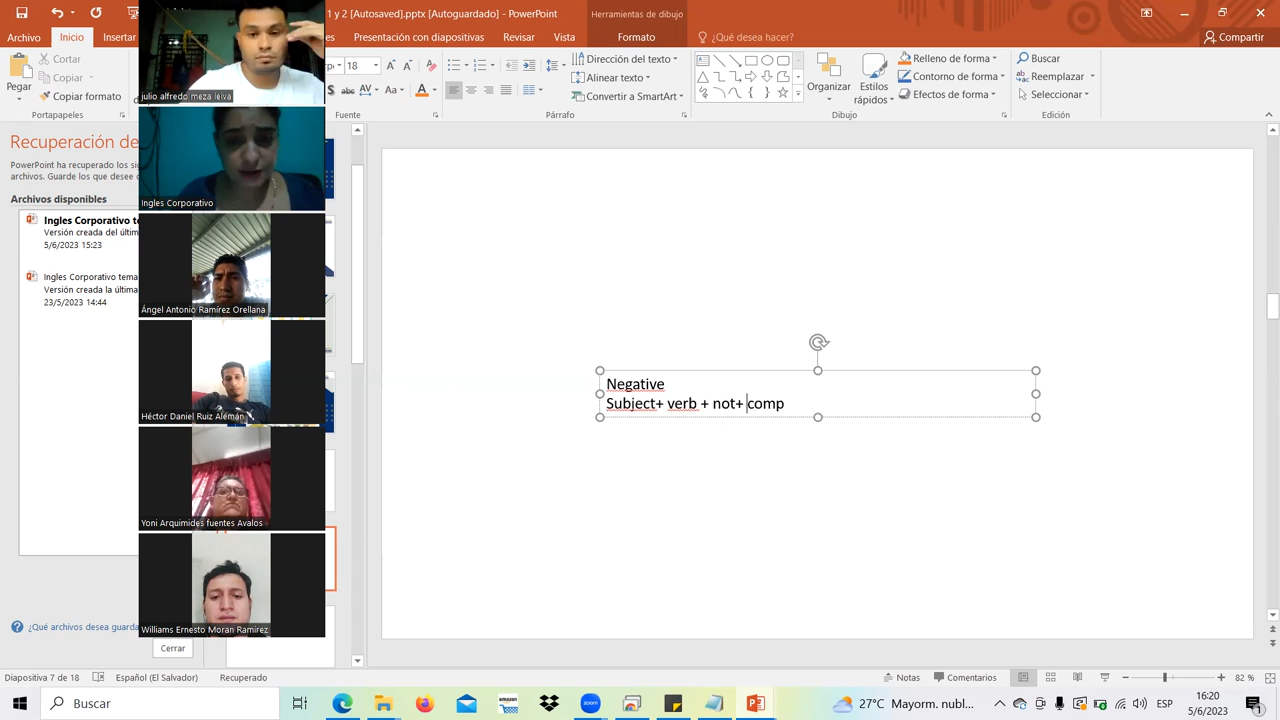 1 y 2 [Autosaved].pptx [Autoguardado] - PowerPoint
Herramientas de dibujo
Archivo
Inicio
Insertar
Presentación con diapositivas
Revisar
Vista
Formato
¿Qué desea hacer?
Compartir
Pegar
Cortar
Copiar
Copiar formato
18
Dirección del texto
Alinear texto
SmartArt
Organizar
Estilos rápidos
Relleno de forma
Contorno de forma
Efectos de forma
Buscar
Reemplazar
Seleccionar
Portapapeles
Fuente
Párrafo
Dibujo
Edición
Recuperación de
PowerPoint ha recuperado los si
archivos. Guarde los que desee c
Archivos disponibles
Ingles Corporativo te
Versión creada del últim
5/6/2023 15:23
Ingles Corporativo tema
Versión creada la última
23/5/2023 14:44
¿Qué archivos desea guarda
Cerrar
julio alfredo meza leiva
Ingles Corporativo
Ángel Antonio Ramírez Orellana
Héctor Daniel Ruiz Alemán
Yoni Arquimides fuentes Avalos
Williams Ernesto Moran Ramirez
Negative
Subject+ verb + not+ comp
Diapositiva 7 de 18
Español (El Salvador)
Recuperado
Notas
Comentarios
82 %
Buscar
amazon
zoom
27°C Mayorm. nubl...
ESP
16:20
5/6/2023
1